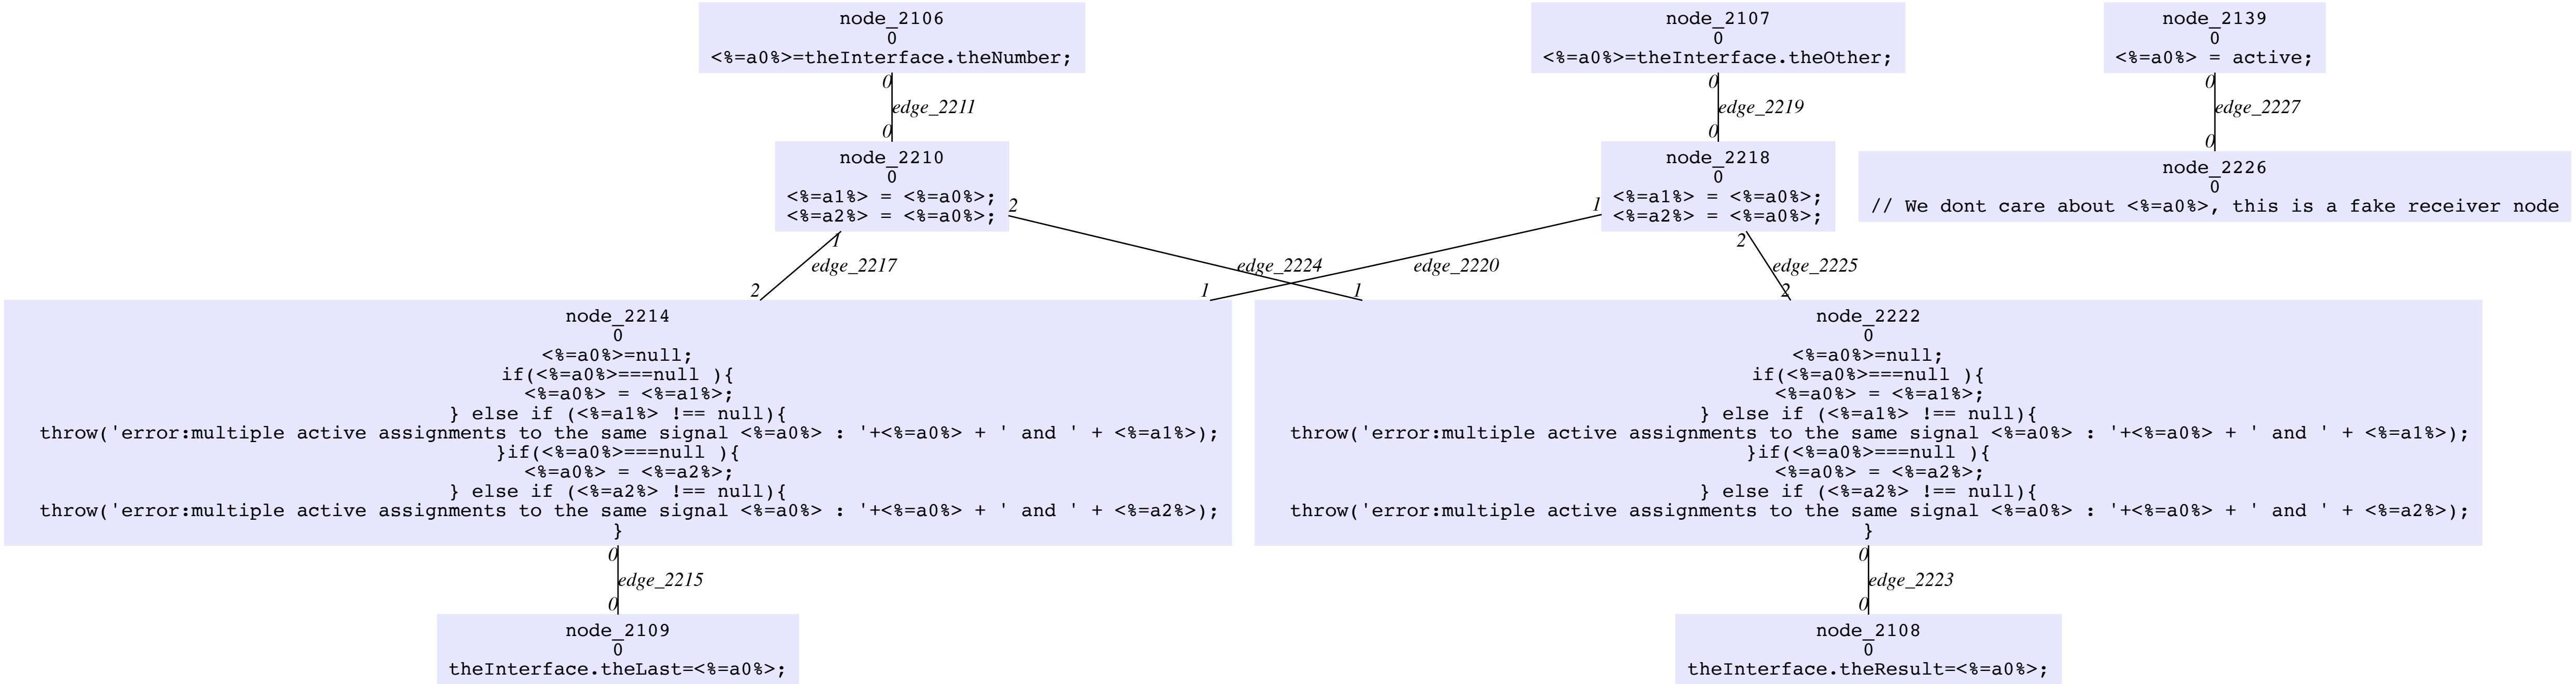 node_2106
0
<%=a0%>=theInterface.theNumber;
node_2107
0
<%=a0%>=theInterface.theOther;
node_2139
0
<%=a0%> = active;
0
edge_2211
0
0
edge_2219
0
0
edge_2227
0
node_2210
0
<%=a1%> = <%=a0%>;
<%=a2%> = <%=a0%>;
node_2218
0
<%=a1%> = <%=a0%>;
<%=a2%> = <%=a0%>;
node_2226
0
// We dont care about <%=a0%>, this is a fake receiver node
1
edge_2217
2
2
edge_2224
1
1
edge_2220
1
2
edge_2225
2
node_2214
0
<%=a0%>=null;
if(<%=a0%>===null ){
<%=a0%> = <%=a1%>;
} else if (<%=a1%> !== null){
throw('error:multiple active assignments to the same signal <%=a0%> : '+<%=a0%> + ' and ' + <%=a1%>);
}if(<%=a0%>===null ){
<%=a0%> = <%=a2%>;
} else if (<%=a2%> !== null){
throw('error:multiple active assignments to the same signal <%=a0%> : '+<%=a0%> + ' and ' + <%=a2%>);
}
node_2222
0
<%=a0%>=null;
if(<%=a0%>===null ){
<%=a0%> = <%=a1%>;
} else if (<%=a1%> !== null){
throw('error:multiple active assignments to the same signal <%=a0%> : '+<%=a0%> + ' and ' + <%=a1%>);
}if(<%=a0%>===null ){
<%=a0%> = <%=a2%>;
} else if (<%=a2%> !== null){
throw('error:multiple active assignments to the same signal <%=a0%> : '+<%=a0%> + ' and ' + <%=a2%>);
}
0
edge_2215
0
0
edge_2223
0
node_2109
0
theInterface.theLast=<%=a0%>;
node_2108
0
theInterface.theResult=<%=a0%>;